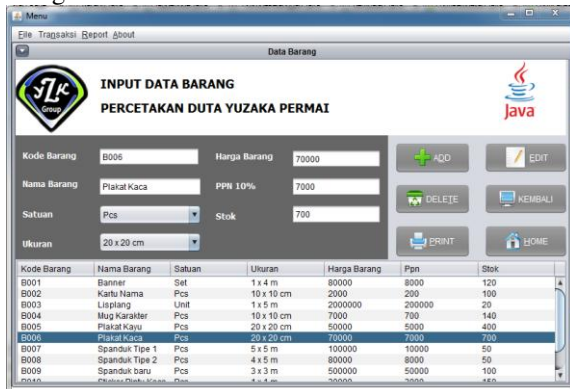 Menu
File Transaksi Report About
Data Barang
YZK
Group
INPUT DATA BARANG
PERCETAKAN DUTA YUZAKA PERMAI
Java
Kode Barang B006 Harga Barang 70000
Nama Barang Plakat Kaca PPN 10% 7000
Satuan Pcs Stok 700
Ukuran 20 x 20 cm
ADD EDIT
DELETE KEMBALI
PRINT HOME
Kode Barang Nama Barang Satuan Ukuran Harga Barang Ppn Stok
B001 Banner Set 1 x 4 m 80000 8000 120
B002 Kartu Nama Pcs 10 x 10 cm 2000 200 100
B003 Lisplang Unit 1 x 5 m 2000000 200000 20
B004 Mug Karakter Pcs 10 x 10 cm 7000 700 140
B005 Plakat Kayu Pcs 20 x 20 cm 50000 5000 400
B006 Plakat Kaca Pcs 20 x 20 cm 70000 7000 700
B007 Spanduk Tipe 1 Pcs 5 x 5 m 100000 10000 50
B008 Spanduk Tipe 2 Pcs 4 x 5 m 80000 8000 50
B009 Spanduk baru Pcs 3 x 3 m 500000 50000 100